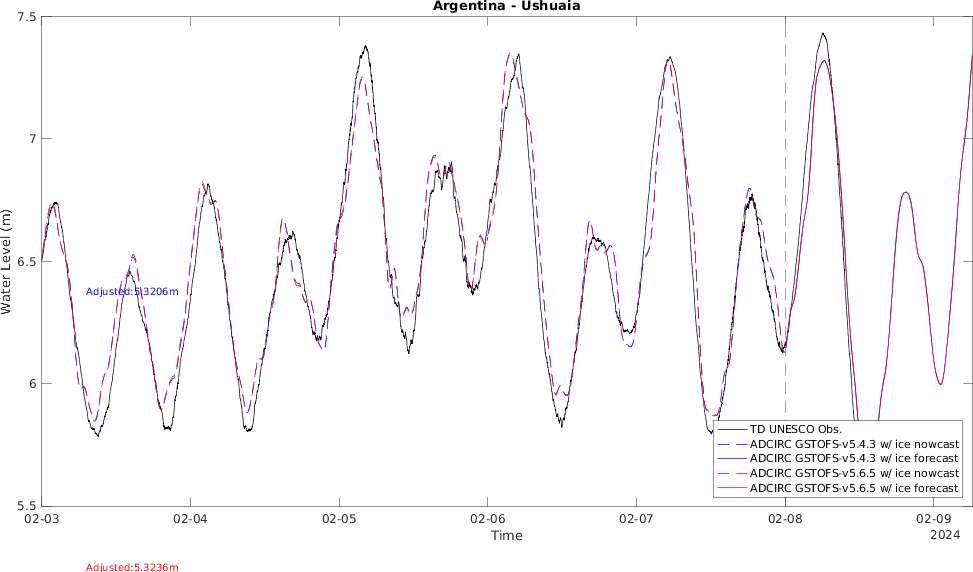 Argentina - Ushuaia
7.5
7
6.5
6
5.5
Water Level (m)
Adjusted:5.3206m
TD UNESCO Obs.
ADCIRC GSTOFS-v5.4.3 w/ ice nowcast
ADCIRC GSTOFS-v5.4.3 w/ ice forecast
ADCIRC GSTOFS-v5.6.5 w/ ice nowcast
ADCIRC GSTOFS-v5.6.5 w/ ice forecast
02-03 02-04 02-05 02-06 02-07 02-08 02-09
Time
2024
Adjusted:5.3236m